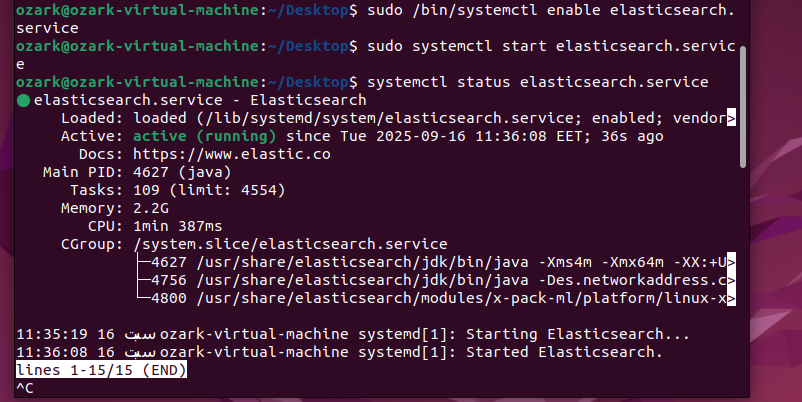 ozark@ozark-virtual-machine:~/Desktop$ sudo /bin/systemctl enable elasticsearch.
service
ozark@ozark-virtual-machine:~/Desktop$ sudo systemctl start elasticsearch.servic
e
ozark@ozark-virtual-machine:~/Desktop$ systemctl status elasticsearch.service
● elasticsearch.service - Elasticsearch
Loaded: loaded (/lib/systemd/system/elasticsearch.service; enabled; vendor>
Active: active (running) since Tue 2025-09-16 11:36:08 EET; 36s ago
Docs: https://www.elastic.co
Main PID: 4627 (java)
Tasks: 109 (limit: 4554)
Memory: 2.2G
CPU: 1min 387ms
CGroup: /system.slice/elasticsearch.service
├─4627 /usr/share/elasticsearch/jdk/bin/java -Xms4m -Xmx64m -XX:+U>
├─4756 /usr/share/elasticsearch/jdk/bin/java -Des.networkaddress.c>
└─4800 /usr/share/elasticsearch/modules/x-pack-ml/platform/linux-x>
11:35:19 16 سبت ozark-virtual-machine systemd[1]: Starting Elasticsearch...
11:36:08 16 سبت ozark-virtual-machine systemd[1]: Started Elasticsearch.
lines 1-15/15 (END)
^C